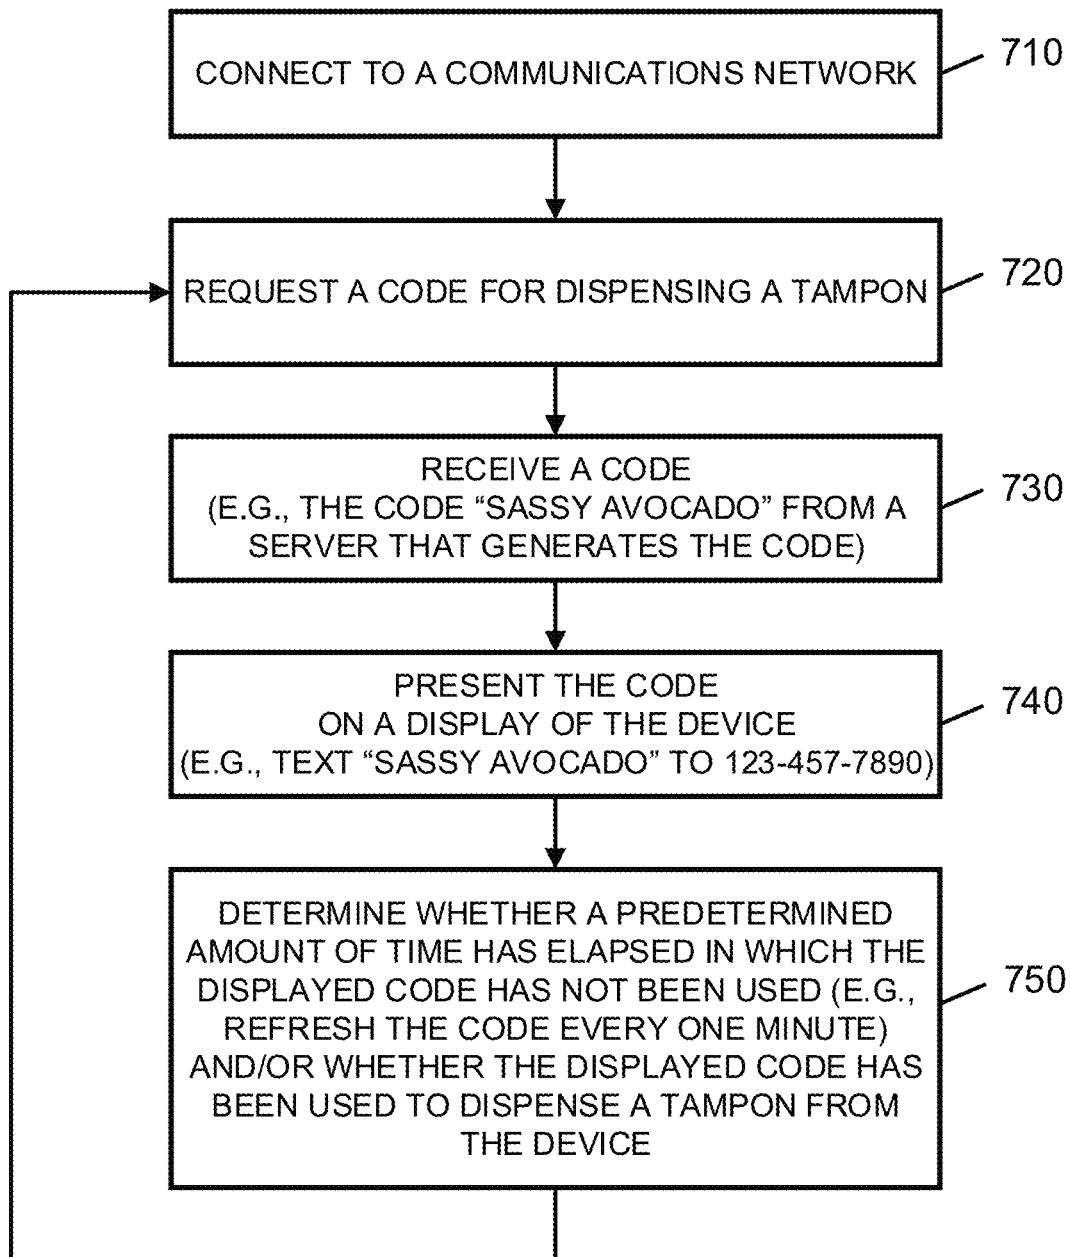 CONNECT TO A COMMUNICATIONS NETWORK
710
REQUEST A CODE FOR DISPENSING A TAMPON
720
RECEIVE A CODE
(E.G., THE CODE “SASSY AVOCADO” FROM A
SERVER THAT GENERATES THE CODE)
730
PRESENT THE CODE
ON A DISPLAY OF THE DEVICE
(E.G., TEXT “SASSY AVOCADO” TO 123-457-7890)
740
DETERMINE WHETHER A PREDETERMINED
AMOUNT OF TIME HAS ELAPSED IN WHICH THE
DISPLAYED CODE HAS NOT BEEN USED (E.G.,
REFRESH THE CODE EVERY ONE MINUTE)
AND/OR WHETHER THE DISPLAYED CODE HAS
BEEN USED TO DISPENSE A TAMPON FROM
THE DEVICE
750